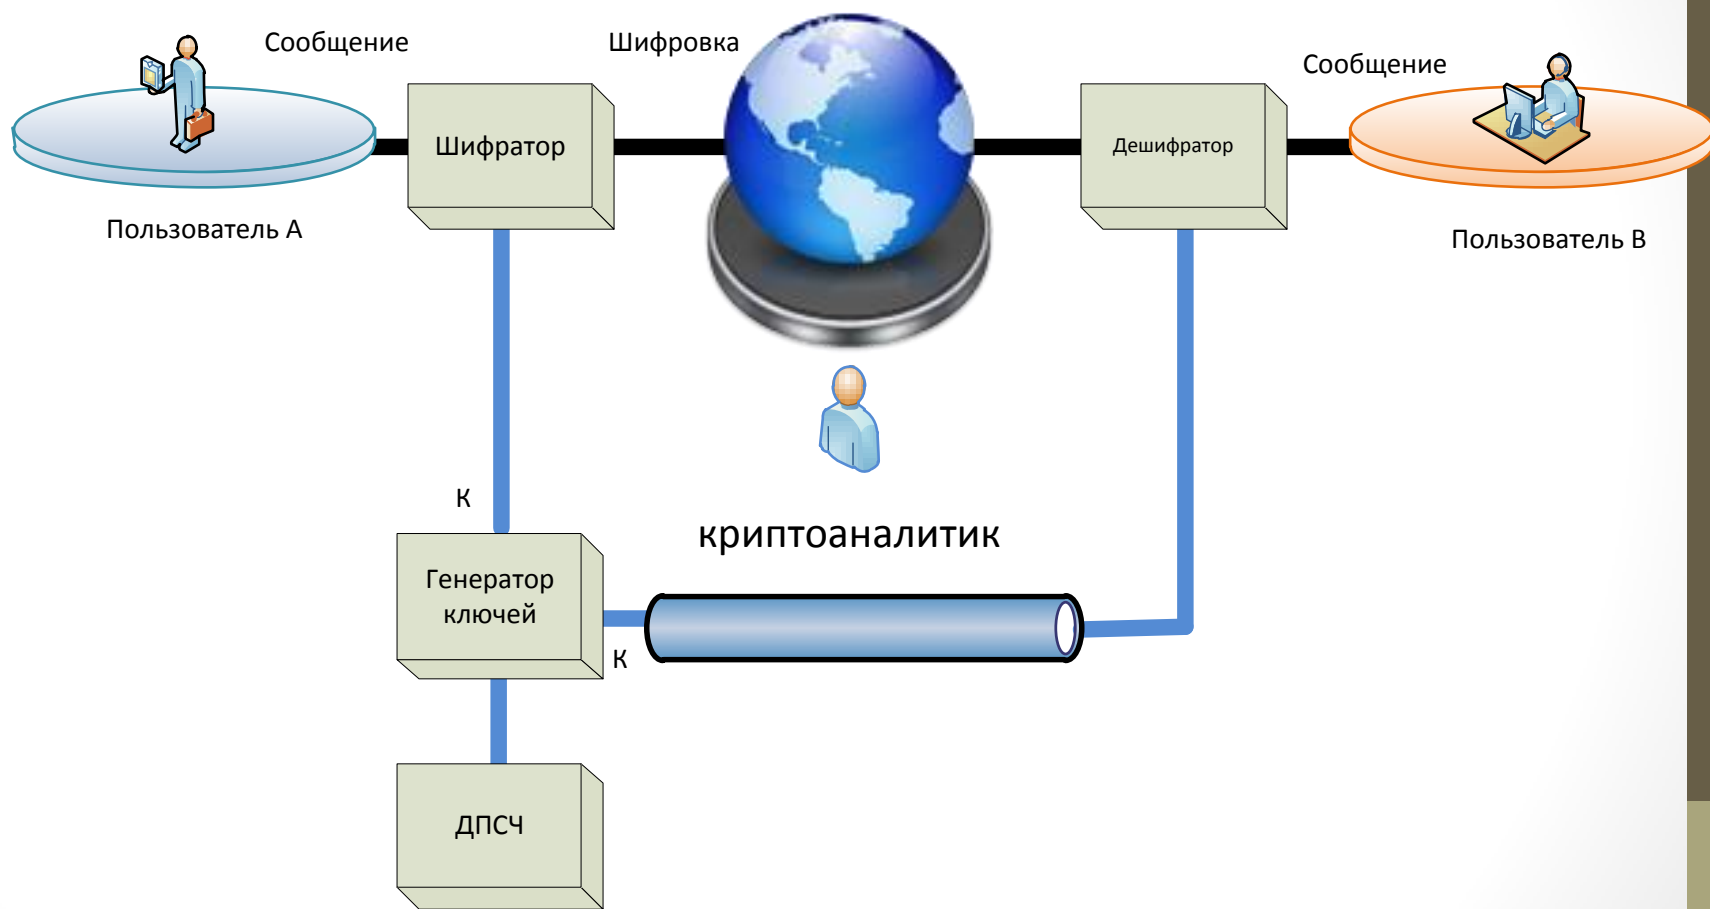 Сообщение
Шифровка
Сообщение
Шифратор
Дешифратор
Пользователь А
Пользователь В
К
криптоаналитик
Генератор
ключей
К
ДПСЧ